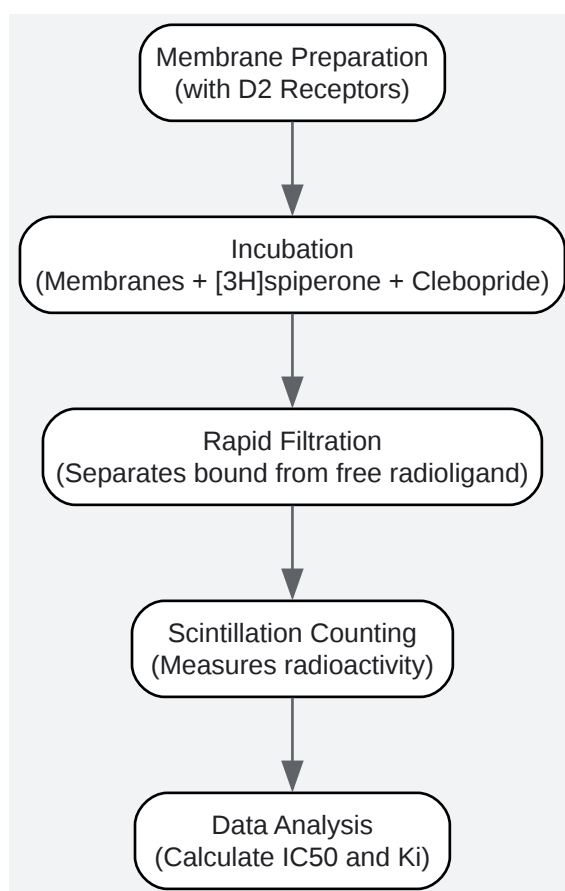 Membrane Preparation
(with D2 Receptors)
Incubation
(Membranes + [3H]spiperone + Clebopride)
Rapid Filtration
(Separates bound from free radioligand)
Scintillation Counting
(Measures radioactivity)
Data Analysis
(Calculate IC50 and Ki)